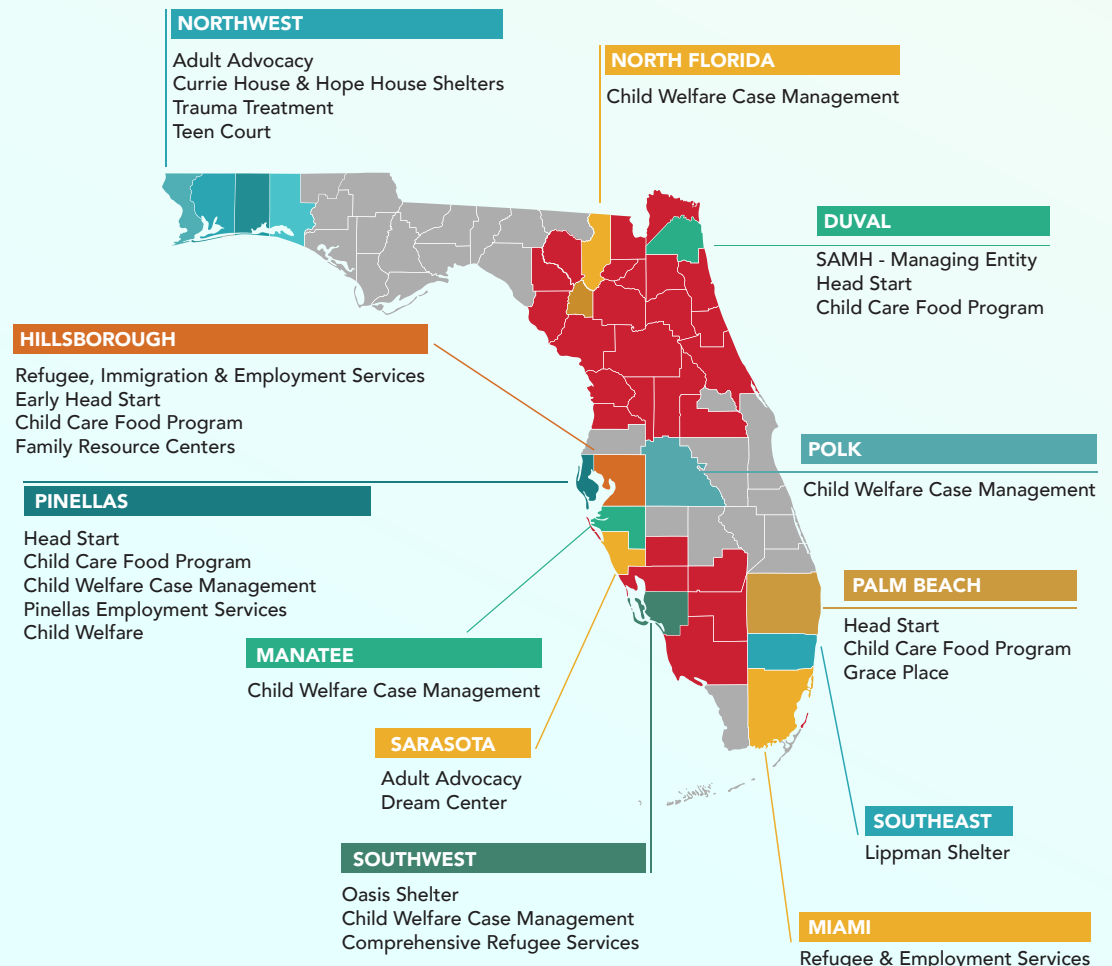 NORTHWEST
Adult Advocacy
Currie House & Hope House Shelters
Trauma Treatment
Teen Court
NORTH FLORIDA
Child Welfare Case Management
DUVAL
SAMH - Managing Entity
Head Start
Child Care Food Program
HILLSBOROUGH
Refugee, Immigration & Employment Services
Early Head Start
Child Care Food Program
Family Resource Centers
POLK
Child Welfare Case Management
PINELLAS
Head Start
Child Care Food Program
Child Welfare Case Management
Pinellas Employment Services
Child Welfare
PALM BEACH
Head Start
Child Care Food Program
Grace Place
MANATEE
Child Welfare Case Management
SARASOTA
Adult Advocacy
Dream Center
SOUTHEAST
Lippman Shelter
SOUTHWEST
Oasis Shelter
Child Welfare Case Management
Comprehensive Refugee Services
MIAMI
Refugee & Employment Services